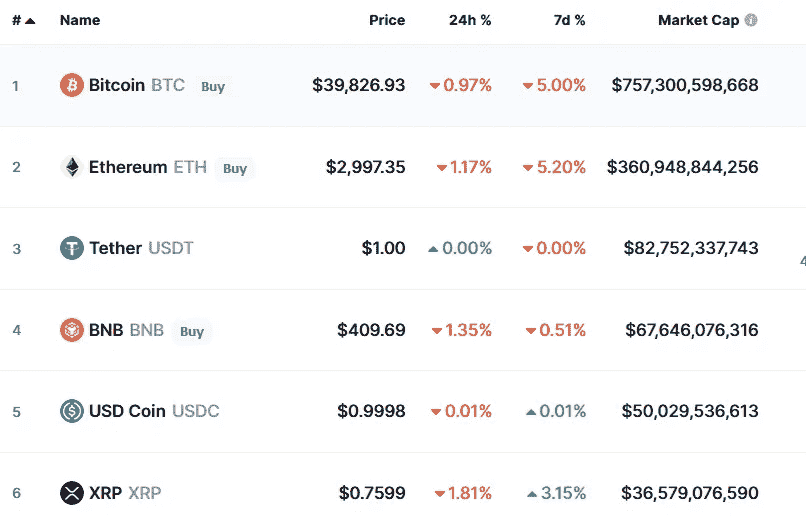 # Name Price 24h % 7d % Market Cap
1 Bitcoin BTC Buy $39,826.93 0.97% 5.00% $757,300,598,668
2 Ethereum ETH Buy $2,997.35 1.17% 5.20% $360,948,844,256
3 Tether USDT $1.00 0.00% 0.00% $82,752,337,743
4
4 BNB BNB Buy $409.69 1.35% 0.51% $67,646,076,316
5 USD Coin USDC $0.9998 0.01% 0.01% $50,029,536,613
6 XRP XRP $0.7599 1.81% 3.15% $36,579,076,590